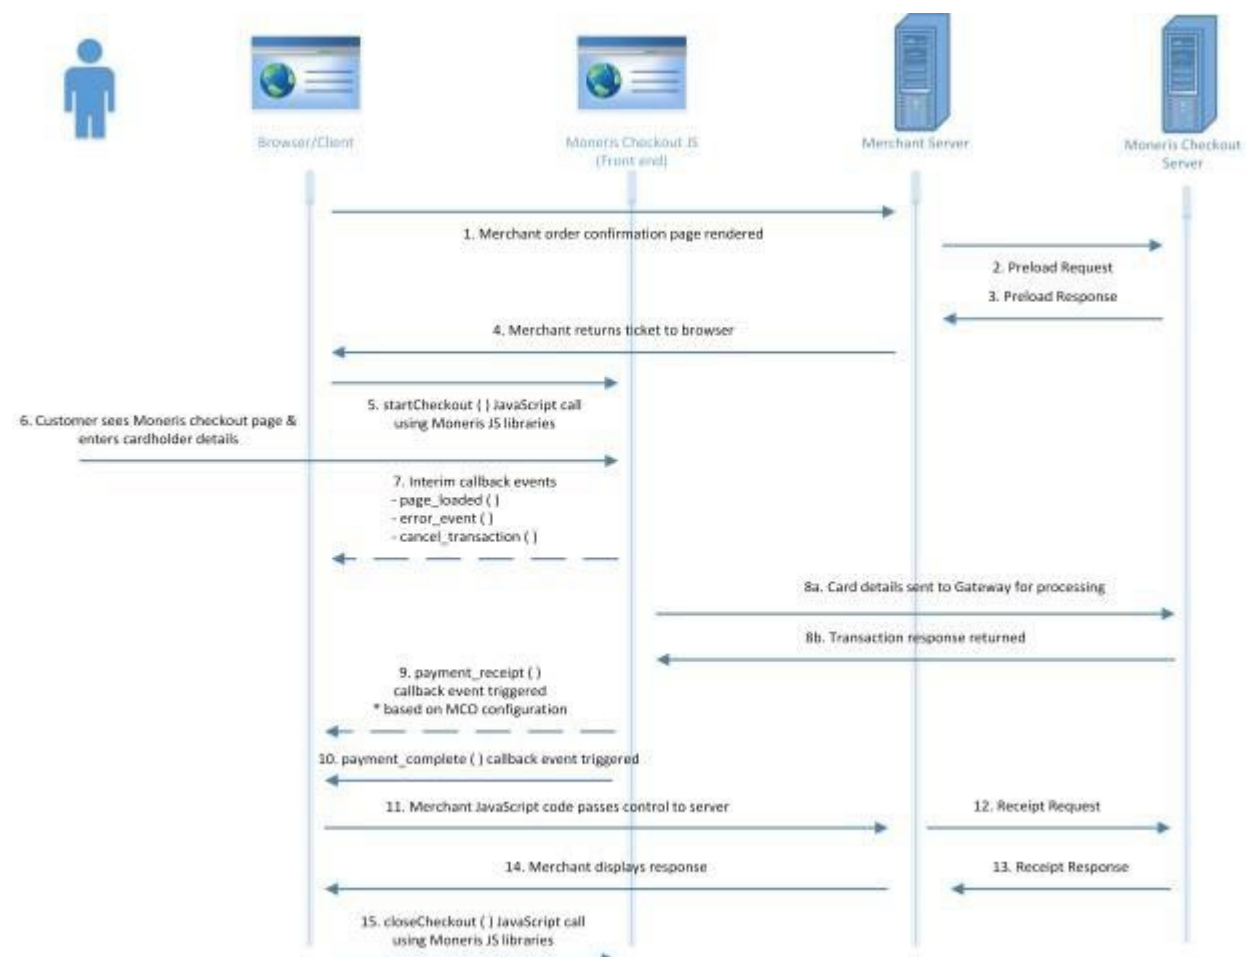 Browser/Client
Moneris Checkout JS
(Front end)
Merchant Server
Moneris Checkout
Server
1. Merchant order confirmation page rendered
2. Preload Request
3. Preload Response
4. Merchant returns ticket to browser
5. startCheckout ( ) JavaScript call
using Moneris JS libraries
6. Customer sees Moneris checkout page &
enters cardholder details
7. Interim callback events
- page_loaded ( )
- error_event ( )
- cancel_transaction ( )
8a. Card details sent to Gateway for processing
8b. Transaction response returned
9. payment_receipt ( )
callback event triggered
* based on MCO configuration
10. payment_complete ( ) callback event triggered
11. Merchant JavaScript code passes control to server
12. Receipt Request
14. Merchant displays response
13. Receipt Response
15. closeCheckout ( ) JavaScript call
using Moneris JS libraries